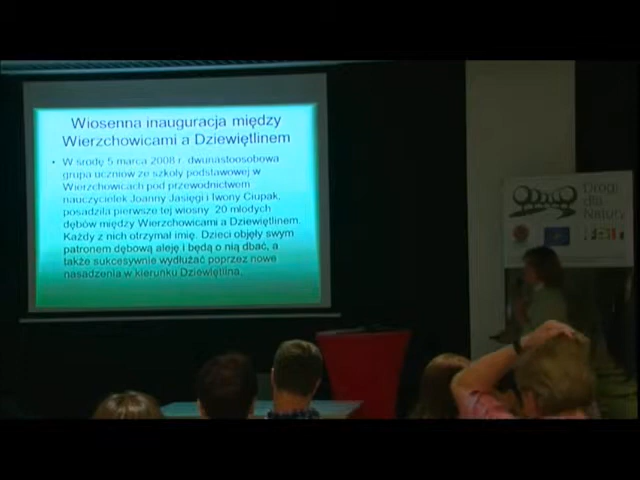 Wiosenna inauguracja między
Wierzchowicami a Dziewiętlinem
• W środę 5 marca 2008 r. dwunastoosobowa
grupa uczniów ze szkoły podstawowej w
Wierzchowicach pod przewodnictwem
nauczycielek Joanny Jasięgi i Iwony Ciupak,
posadziła pierwsze tej wiosny 20 młodych
dębów między Wierzchowicami a Dziewiętlinem.
Każdy z nich otrzymał imię. Dzieci objęły swym
patronem dębową aleję i będą o nią dbać, a
także sukcesywnie wydłużać poprzez nowe
nasadzenia w kierunku Dziewiętlina.
Drogi
dla
Natury